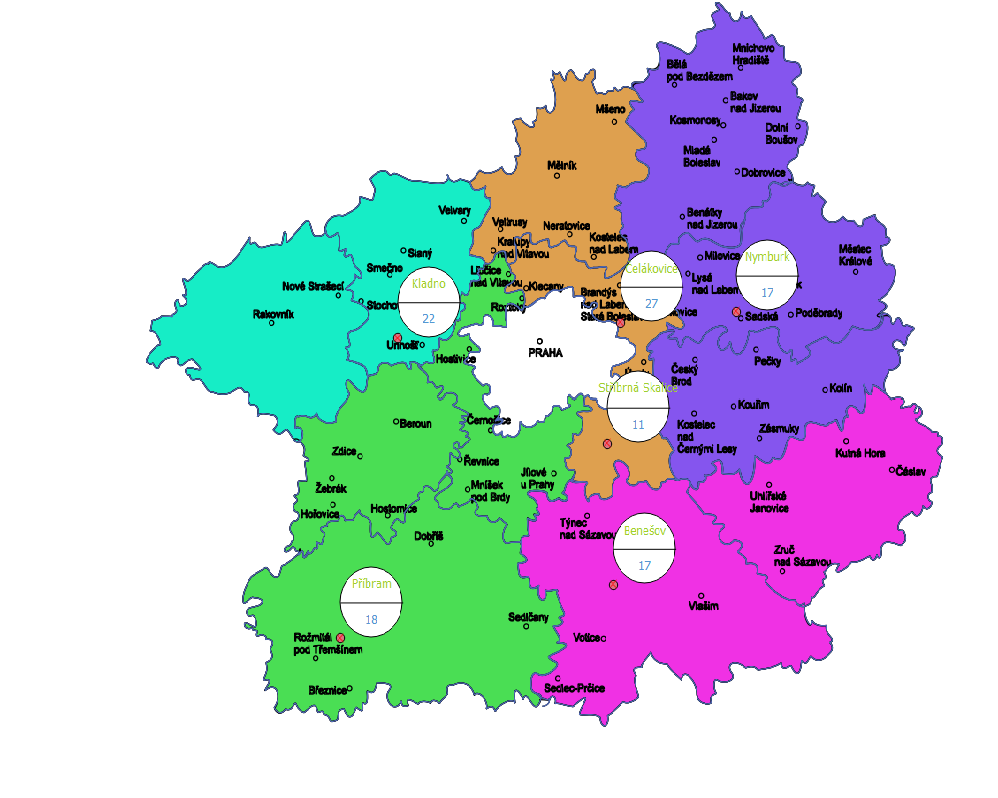 Mnichovo
Hradiště
Bělá
pod Bezdězem
Bakov
nad Jizerou
Mšeno
Kosmonosy
Dolní
Boušov
Mladá
Boleslav
Mělník
Dobrovice
Velvary
Veltrusy
Neratovice
Benátky
nad Jizerou
Kralupy
nad Vltavou
Kostelec
nad Labem
Slaný
Milovice
Nymburk
17
Městec
Králové
Smečno
Kladno
22
Libčice
nad Vltavou
Čelákovice
27
Lysá
nad Labem
Nové Strašecí
Klecany
Brandýs
nad Labem
Stará Boleslav
Stocho
Roztoky
Rakovník
Sadská
Poděbrady
Unhošť
Hostivice
PRAHA
Pečky
Český
Brod
Stříbrná Skalice
11
Kolín
Kouřim
Beroun
Černošice
Kostelec
nad
Černými Lesy
Zásmuky
Zdice
Řevnice
Kutná Hora
Čáslav
Žebrák
Mníšek
pod Brdy
Jílové
u Prahy
Uhlířské
Janovice
Hořovice
Hostomice
Dobříš
Týnec
nad Sázavou
Benešov
17
Zruč
nad Sázavou
Příbram
18
Vlašim
Sedlčany
Rožmitál
pod Třemšínem
Votice
Březnice
Sedlec-Prčice